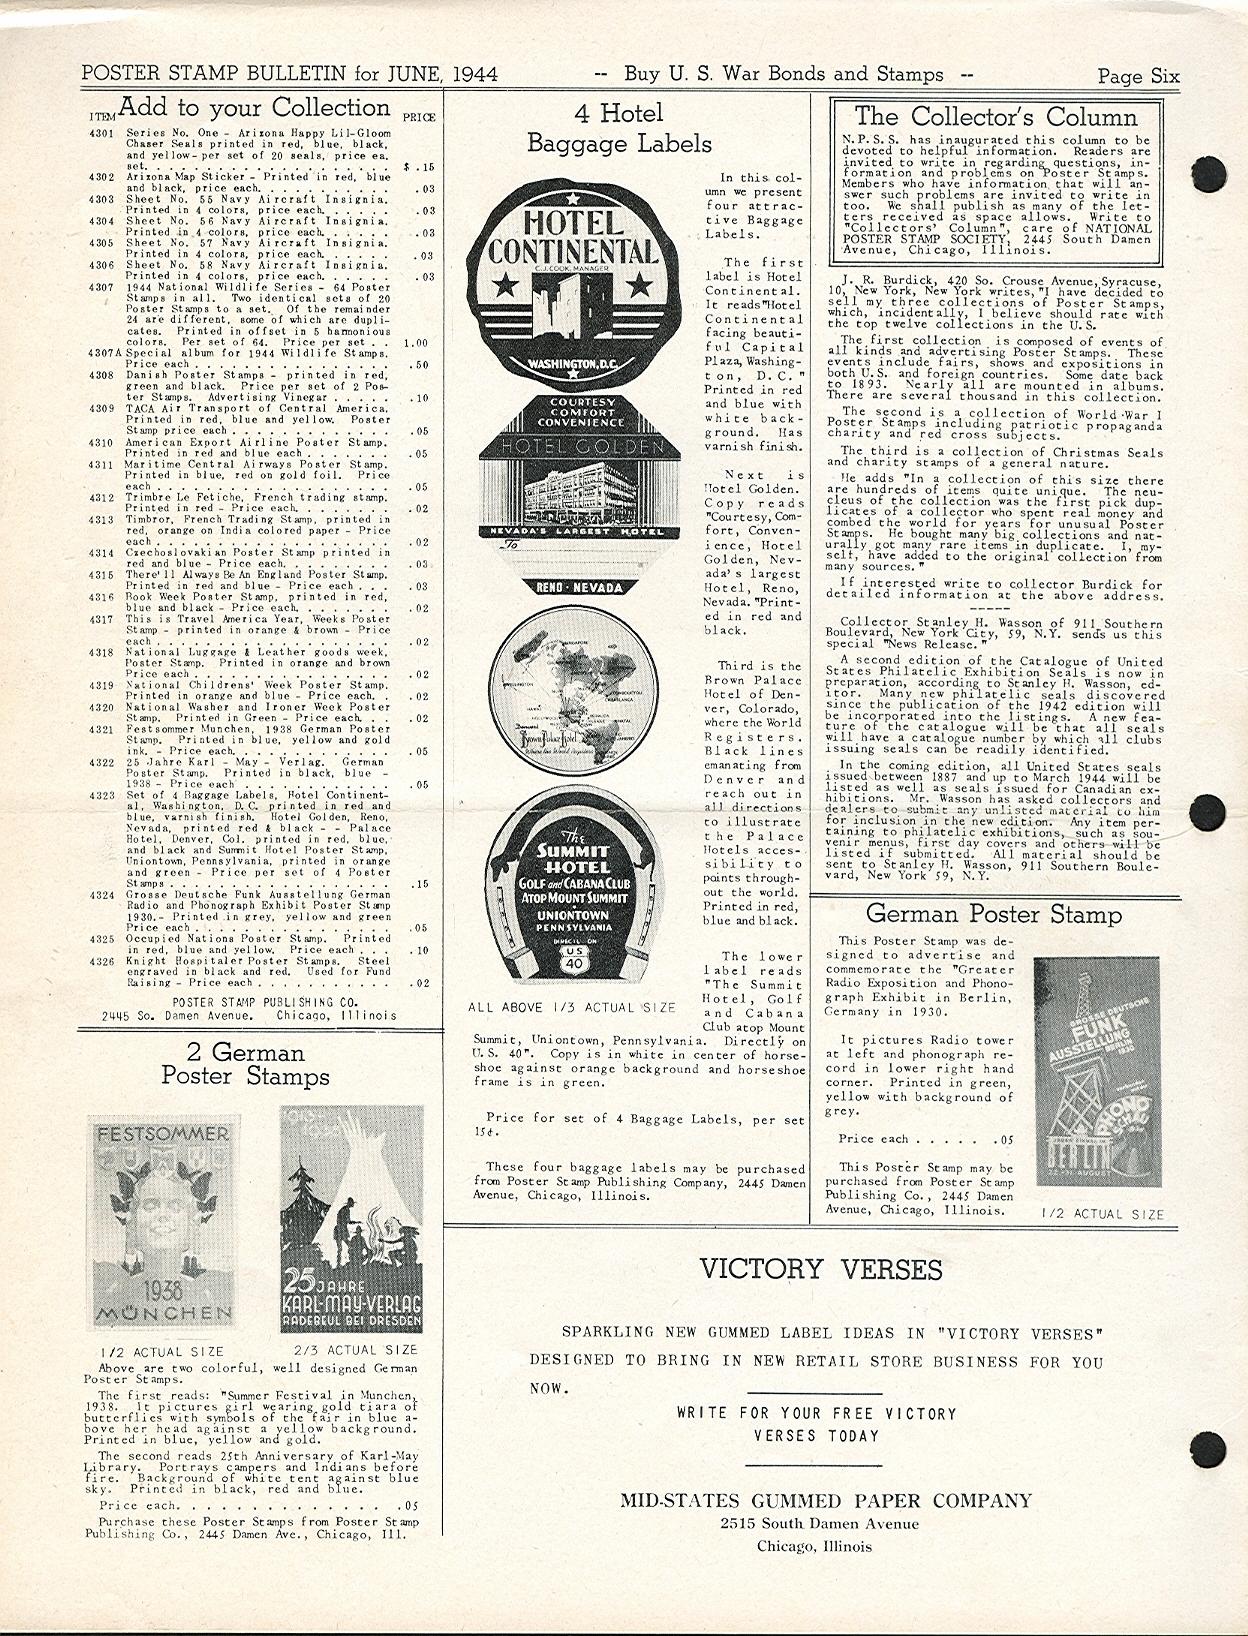 POSTER STAMP BULLETIN for JUNE, 1944 -- Buy U. S. War Bonds and Stamps -- Page Six
ITEM Add to your Collection PRICE
4301 Series No. One - Arizona Happy Lil-Gloom
Chaser Seals printed in red, blue, black,
and yellow-per set of 20 seals, price ea.
set. . . . . . . . . . . . . . . . . . . . $ .15
4302 Arizona Map Sticker - Printed in red, blue
and black, price each. . . . . . . . . . . .03
4303 Sheet No. 55 Navy Aircraft Insignia.
Printed in 4 colors, price each. . . . . . .03
4304 Sheet No. 56 Navy Aircraft Insignia.
Printed in 4 colors, price each. . . . . . .03
4305 Sheet No. 57 Navy Aircraft Insignia.
Printed in 4 colors, price each. . . . . . .03
4306 Sheet No. 58 Navy Aircraft Insignia.
Printed in 4 colors, price each. . . . . . .03
4307 1944 National Wildlife Series - 64 Poster
Stamps in all. Two identical sets of 20
Poster Stamps to a set. Of the remainder
24 are different, some of which are dupli-
cates. Printed in offset in 5 harmonious
colors. Per set of 64. Price per set . . 1.00
4307A Special album for 1944 Wildlife Stamps.
Price each . . . . . . . . . . . . . . . . .50
4308 Danish Poster Stamps - printed in red,
green and black. Price per set of 2 Pos-
ter Stamps. Advertising Vinegar . . . . . .10
4309 TACA Air Transport of Central America.
Printed in red, blue and yellow. Poster
Stamp price each . . . . . . . . . . . . . .05
4310 American Export Airline Poster Stamp.
Printed in red and blue each . . . . . . . .05
4311 Maritime Central Airways Poster Stamp.
Printed in blue, red on gold foil. Price
each . . . . . . . . . . . . . . . . . . . .05
4312 Trimbre Le Fetiche, French trading stamp.
Printed in red - Price each. . . . . . . . .02
4313 Timbror, French Trading Stamp, printed in
red, orange on India colored paper - Price
each . . . . . . . . . . . . . . . . . . . .02
4314 Czechoslovakian Poster Stamp printed in
red and blue - Price each. . . . . . . . . .03
4315 There'll Always Be An England Poster Stamp.
Printed in red and blue - Price each . . . .03
4316 Book Week Poster Stamp, printed in red,
blue and black - Price each. . . . . . . . .02
4317 This is Travel America Year, Weeks Poster
Stamp - printed in orange & brown - Price
each . . . . . . . . . . . . . . . . . . . .02
4318 National Luggage & Leather goods week,
Poster Stamp. Printed in orange and brown
Price each . . . . . . . . . . . . . . . . .02
4319 National Childrens' Week Poster Stamp.
Printed in orange and blue - Price each. . .02
4320 National Washer and Ironer Week Poster
Stamp. Printed in Green - Price each. . . .02
4321 Festsommer Munchen, 1938 German Poster
Stamp. Printed in blue, yellow and gold
ink. - Price each. . . . . . . . . . . . . .05
4322 25 Jahre Karl - May - Verlag. German
Poster Stamp. Printed in black, blue -
1938 - Price each . . . . . . . . . . . . .05
4323 Set of 4 Baggage Labels, Hotel Continent-
al, Washington, D.C. printed in red and
blue, varnish finish. Hotel Golden, Reno,
Nevada, printed red & black - - Palace
Hotel, Denver, Col. printed in red, blue,
and black and Summit Hotel Poster Stamp,
Uniontown, Pennsylvania, printed in orange
and green - Price per set of 4 Poster
Stamps . . . . . . . . . . . . . . . . . . .15
4324 Grosse Deutsche Funk Ausstellung German
Radio and Phonograph Exhibit Poster Stamp
1930.- Printed in grey, yellow and green
Price each . . . . . . . . . . . . . . . . .05
4325 Occupied Nations Poster Stamp. Printed
in red, blue and yellow. Price each . . . .10
4326 Knight Hospitaler Poster Stamps. Steel
engraved in black and red. Used for Fund
Raising - Price each . . . . . . . . . . . .02
POSTER STAMP PUBLISHING CO.
2445 So. Damen Avenue. Chicago, Illinois
2 German
Poster Stamps
FESTSOMMER
1938
MÜNCHEN
1/2 ACTUAL SIZE
1913-
1938
25 JAHRE
KARL-MAY-VERLAG
RADEBEUL BEI DRESDEN
2/3 ACTUAL SIZE
Above are two colorful, well designed German
Poster Stamps.
The first reads: "Summer Festival in Munchen,
1938. It pictures girl wearing gold tiara of
butterflies with symbols of the fair in blue a-
bove her head against a yellow background.
Printed in blue, yellow and gold.
The second reads 25th Anniversary of Karl-May
Library. Portrays campers and Indians before
fire. Background of white tent against blue
sky. Printed in black, red and blue.
Price each. . . . . . . . . . . . . . .05
Purchase these Poster Stamps from Poster Stamp
Publishing Co., 2445 Damen Ave., Chicago, Ill.
4 Hotel
Baggage Labels
HOTEL
CONTINENTAL
C.J. COOK, MANAGER
WASHINGTON, D.C.
COURTESY
COMFORT
CONVENIENCE
HOTEL GOLDEN
NEVADA'S LARGEST HOTEL
To
RENO - NEVADA
Brown Palace Hotel
Where the World Registers
The
SUMMIT
HOTEL
GOLF and CABANA CLUB
ATOP MOUNT SUMMIT
UNIONTOWN
PENNSYLVANIA
DIRECTLY ON
US
40
ALL ABOVE 1/3 ACTUAL SIZE
In this col-
umn we present
four attrac-
tive Baggage
Labels.
The first
label is Hotel
Continental.
It reads "Hotel
Continental
facing beauti-
ful Capital
Plaza, Washing-
ton, D.C."
Printed in red
and blue with
white back-
ground. Has
varnish finish.
Next is
Hotel Golden.
Copy reads
"Courtesy, Com-
fort, Conven-
ience, Hotel
Golden, Nev-
ada's largest
Hotel, Reno,
Nevada. "Print-
ed in red and
black.
Third is the
Brown Palace
Hotel of Den-
ver, Colorado,
where the World
Registers.
Black lines
emanating from
Denver and
reach out in
all directions
to illustrate
the Palace
Hotels acces-
sibility to
points through-
out the world.
Printed in red,
blue and black.
The lower
label reads
"The Summit
Hotel, Golf
and Cabana
Club atop Mount
Summit, Uniontown, Pennsylvania. Directly on
U.S. 40". Copy is in white in center of horse-
shoe against orange background and horseshoe
frame is in green.
Price for set of 4 Baggage Labels, per set
15¢.
These four baggage labels may be purchased
from Poster Stamp Publishing Company, 2445 Damen
Avenue, Chicago, Illinois.
The Collector's Column
N.P.S.S. has inaugurated this column to be
devoted to helpful information. Readers are
invited to write in regarding questions, in-
formation and problems on Poster Stamps.
Members who have information that will an-
swer such problems are invited to write in
too. We shall publish as many of the let-
ters received as space allows. Write to
"Collectors' Column", care of NATIONAL
POSTER STAMP SOCIETY, 2445 South Damen
Avenue, Chicago, Illinois.
J. R. Burdick, 420 So. Crouse Avenue, Syracuse,
10, New York, New York writes, "I have decided to
sell my three collections of Poster Stamps,
which, incidentally, I believe should rate with
the top twelve collections in the U.S.
The first collection is composed of events of
all kinds and advertising Poster Stamps. These
events include fairs, shows and expositions in
both U.S. and foreign countries. Some date back
to 1893. Nearly all are mounted in albums.
There are several thousand in this collection.
The second is a collection of World War I
Poster Stamps including patriotic propaganda
charity and red cross subjects.
The third is a collection of Christmas Seals
and charity stamps of a general nature.
He adds "In a collection of this size there
are hundreds of items quite unique. The neu-
cleus of the collection was the first pick dup-
licates of a collector who spent real money and
combed the world for years for unusual Poster
Stamps. He bought many big collections and nat-
urally got many rare items in duplicate. I, my-
self, have added to the original collection from
many sources."
If interested write to collector Burdick for
detailed information at the above address.
-----
Collector Stanley H. Wasson of 911 Southern
Boulevard, New York City, 59, N.Y. sends us this
special "News Release."
A second edition of the Catalogue of United
States Philatelic Exhibition Seals is now in
preparation, according to Stanley H. Wasson, ed-
itor. Many new philatelic seals discovered
since the publication of the 1942 edition will
be incorporated into the listings. A new fea-
ture of the catalogue will be that all seals
will have a catalogue number by which all clubs
issuing seals can be readily identified.
In the coming edition, all United States seals
issued between 1887 and up to March 1944 will be
listed as well as seals issued for Canadian ex-
hibitions. Mr. Wasson has asked collectors and
dealers to submit any unlisted material to him
for inclusion in the new edition. Any item per-
taining to philatelic exhibitions, such as sou-
venir menus, first day covers and others will be
listed if submitted. All material should be
sent to Stanley H. Wasson, 911 Southern Boule-
vard, New York 59, N.Y.
German Poster Stamp
This Poster Stamp was de-
signed to advertise and
commemorate the "Greater
Radio Exposition and Phono-
graph Exhibit in Berlin,
Germany in 1930.
It pictures Radio tower
at left and phonograph re-
cord in lower right hand
corner. Printed in green,
yellow with background of
grey.
Price each . . . . . .05
This Poster Stamp may be
purchased from Poster Stamp
Publishing Co., 2445 Damen
Avenue, Chicago, Illinois.
GROSSE DEUTSCHE
FUNK
AUSSTELLUNG
PHONO
BERLIN
1/2 ACTUAL SIZE
VICTORY VERSES
SPARKLING NEW GUMMED LABEL IDEAS IN "VICTORY VERSES"
DESIGNED TO BRING IN NEW RETAIL STORE BUSINESS FOR YOU
NOW.
WRITE FOR YOUR FREE VICTORY
VERSES TODAY
MID-STATES GUMMED PAPER COMPANY
2515 South Damen Avenue
Chicago, Illinois